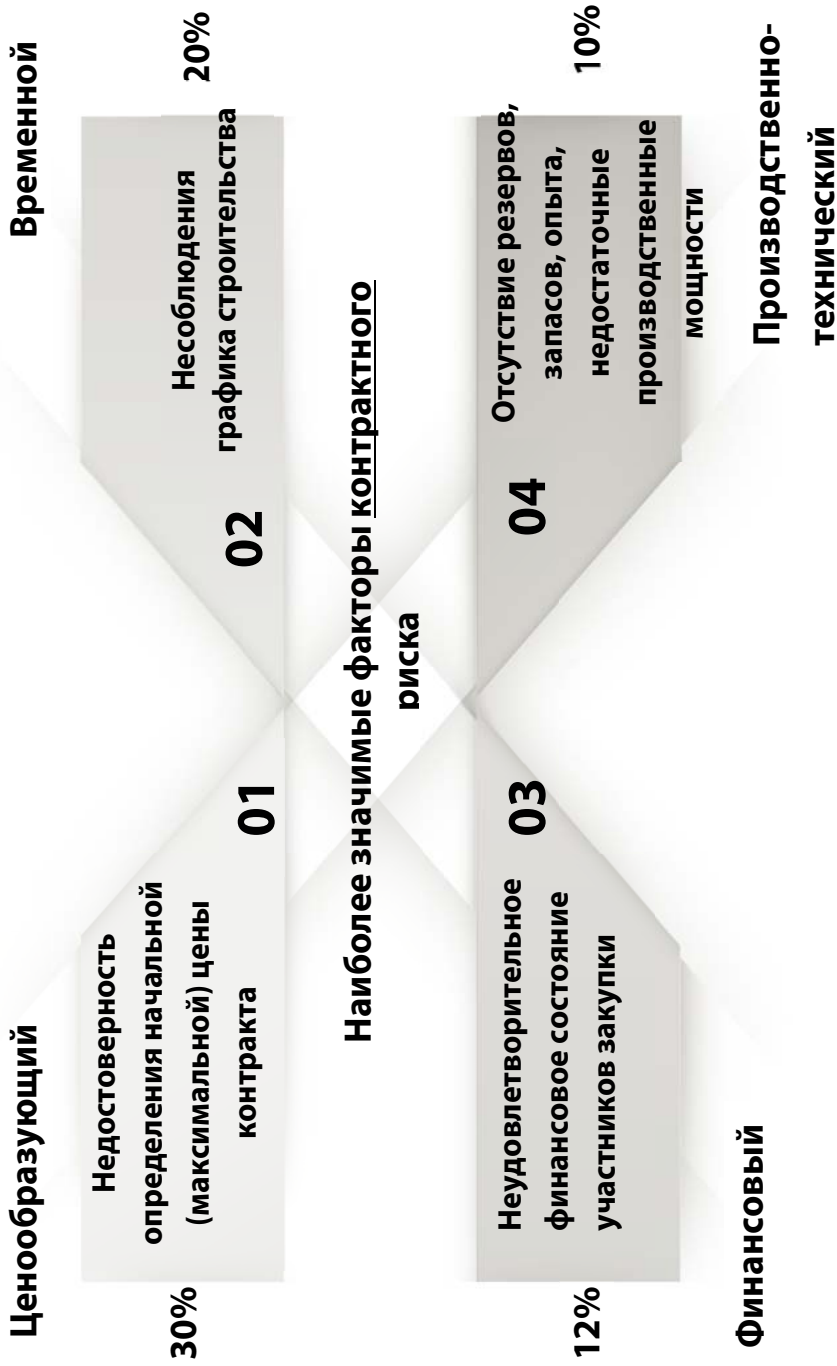 Ценообразующий
30%
Недостоверность
определения начальной
(максимальной) цены
контракта
01
Временной
20%
Несоблюдения
графика строительства
02
Наиболее значимые факторы контрактного
риска
12%
Неудовлетворительное
финансовое состояние
участников закупки
03
Финансовый
10%
Отсутствие резервов,
запасов, опыта,
недостаточные
производственные
мощности
04
Производственно-
технический